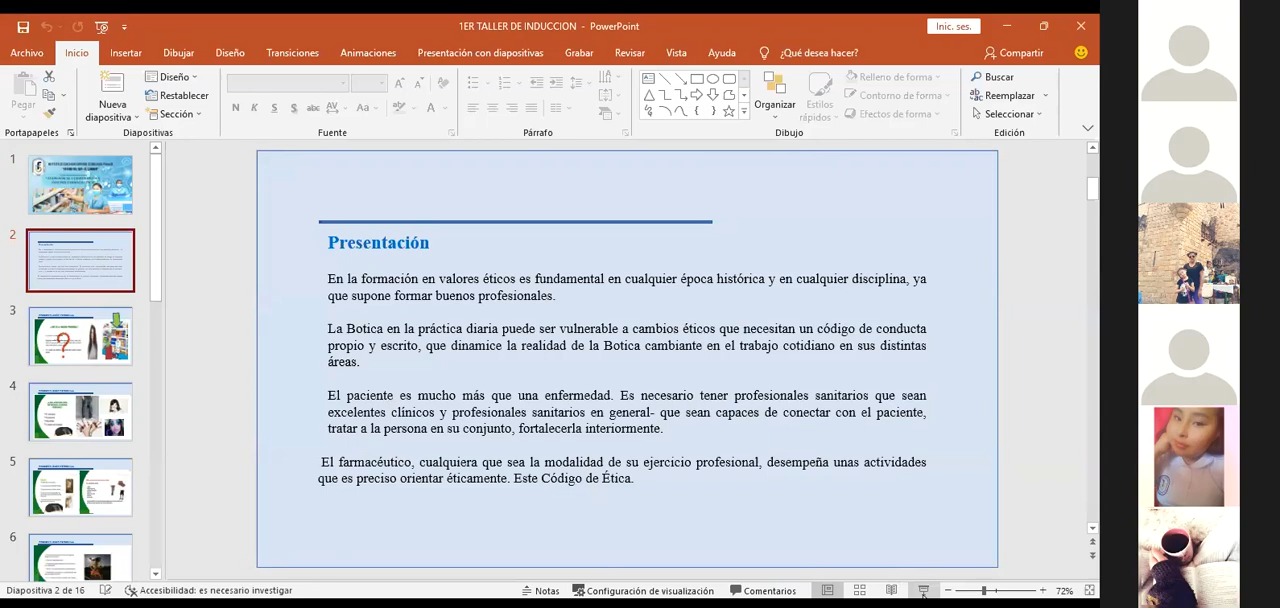 1ER TALLER DE INDUCCION - PowerPoint
Inic. ses.
Archivo
Inicio
Insertar
Dibujar
Diseño
Transiciones
Animaciones
Presentación con diapositivas
Grabar
Revisar
Vista
Ayuda
¿Qué desea hacer?
Compartir
Pegar
Portapapeles
Nueva
diapositiva
Diseño
Restablecer
Sección
Diapositivas
N K S S abc AV Aa A
Fuente
Párrafo
Organizar
Estilos
rápidos
Relleno de forma
Contorno de forma
Efectos de forma
Dibujo
Buscar
Reemplazar
Seleccionar
Edición
1
2
3
4
5
6
Presentación
En la formación en valores éticos es fundamental en cualquier época histórica y en cualquier disciplina, ya
que supone formar buenos profesionales.
La Botica en la práctica diaria puede ser vulnerable a cambios éticos que necesitan un código de conducta
propio y escrito, que dinamice la realidad de la Botica cambiante en el trabajo cotidiano en sus distintas
áreas.
El paciente es mucho más que una enfermedad. Es necesario tener profesionales sanitarios que sean
excelentes clínicos y profesionales sanitarios en general- que sean capaces de conectar con el paciente,
tratar a la persona en su conjunto, fortalecerla interiormente.
El farmacéutico, cualquiera que sea la modalidad de su ejercicio profesional, desempeña unas actividades
que es preciso orientar éticamente. Este Código de Ética.
Diapositiva 2 de 16
Accesibilidad: es necesario investigar
Notas
Configuración de visualización
Comentarios
72%